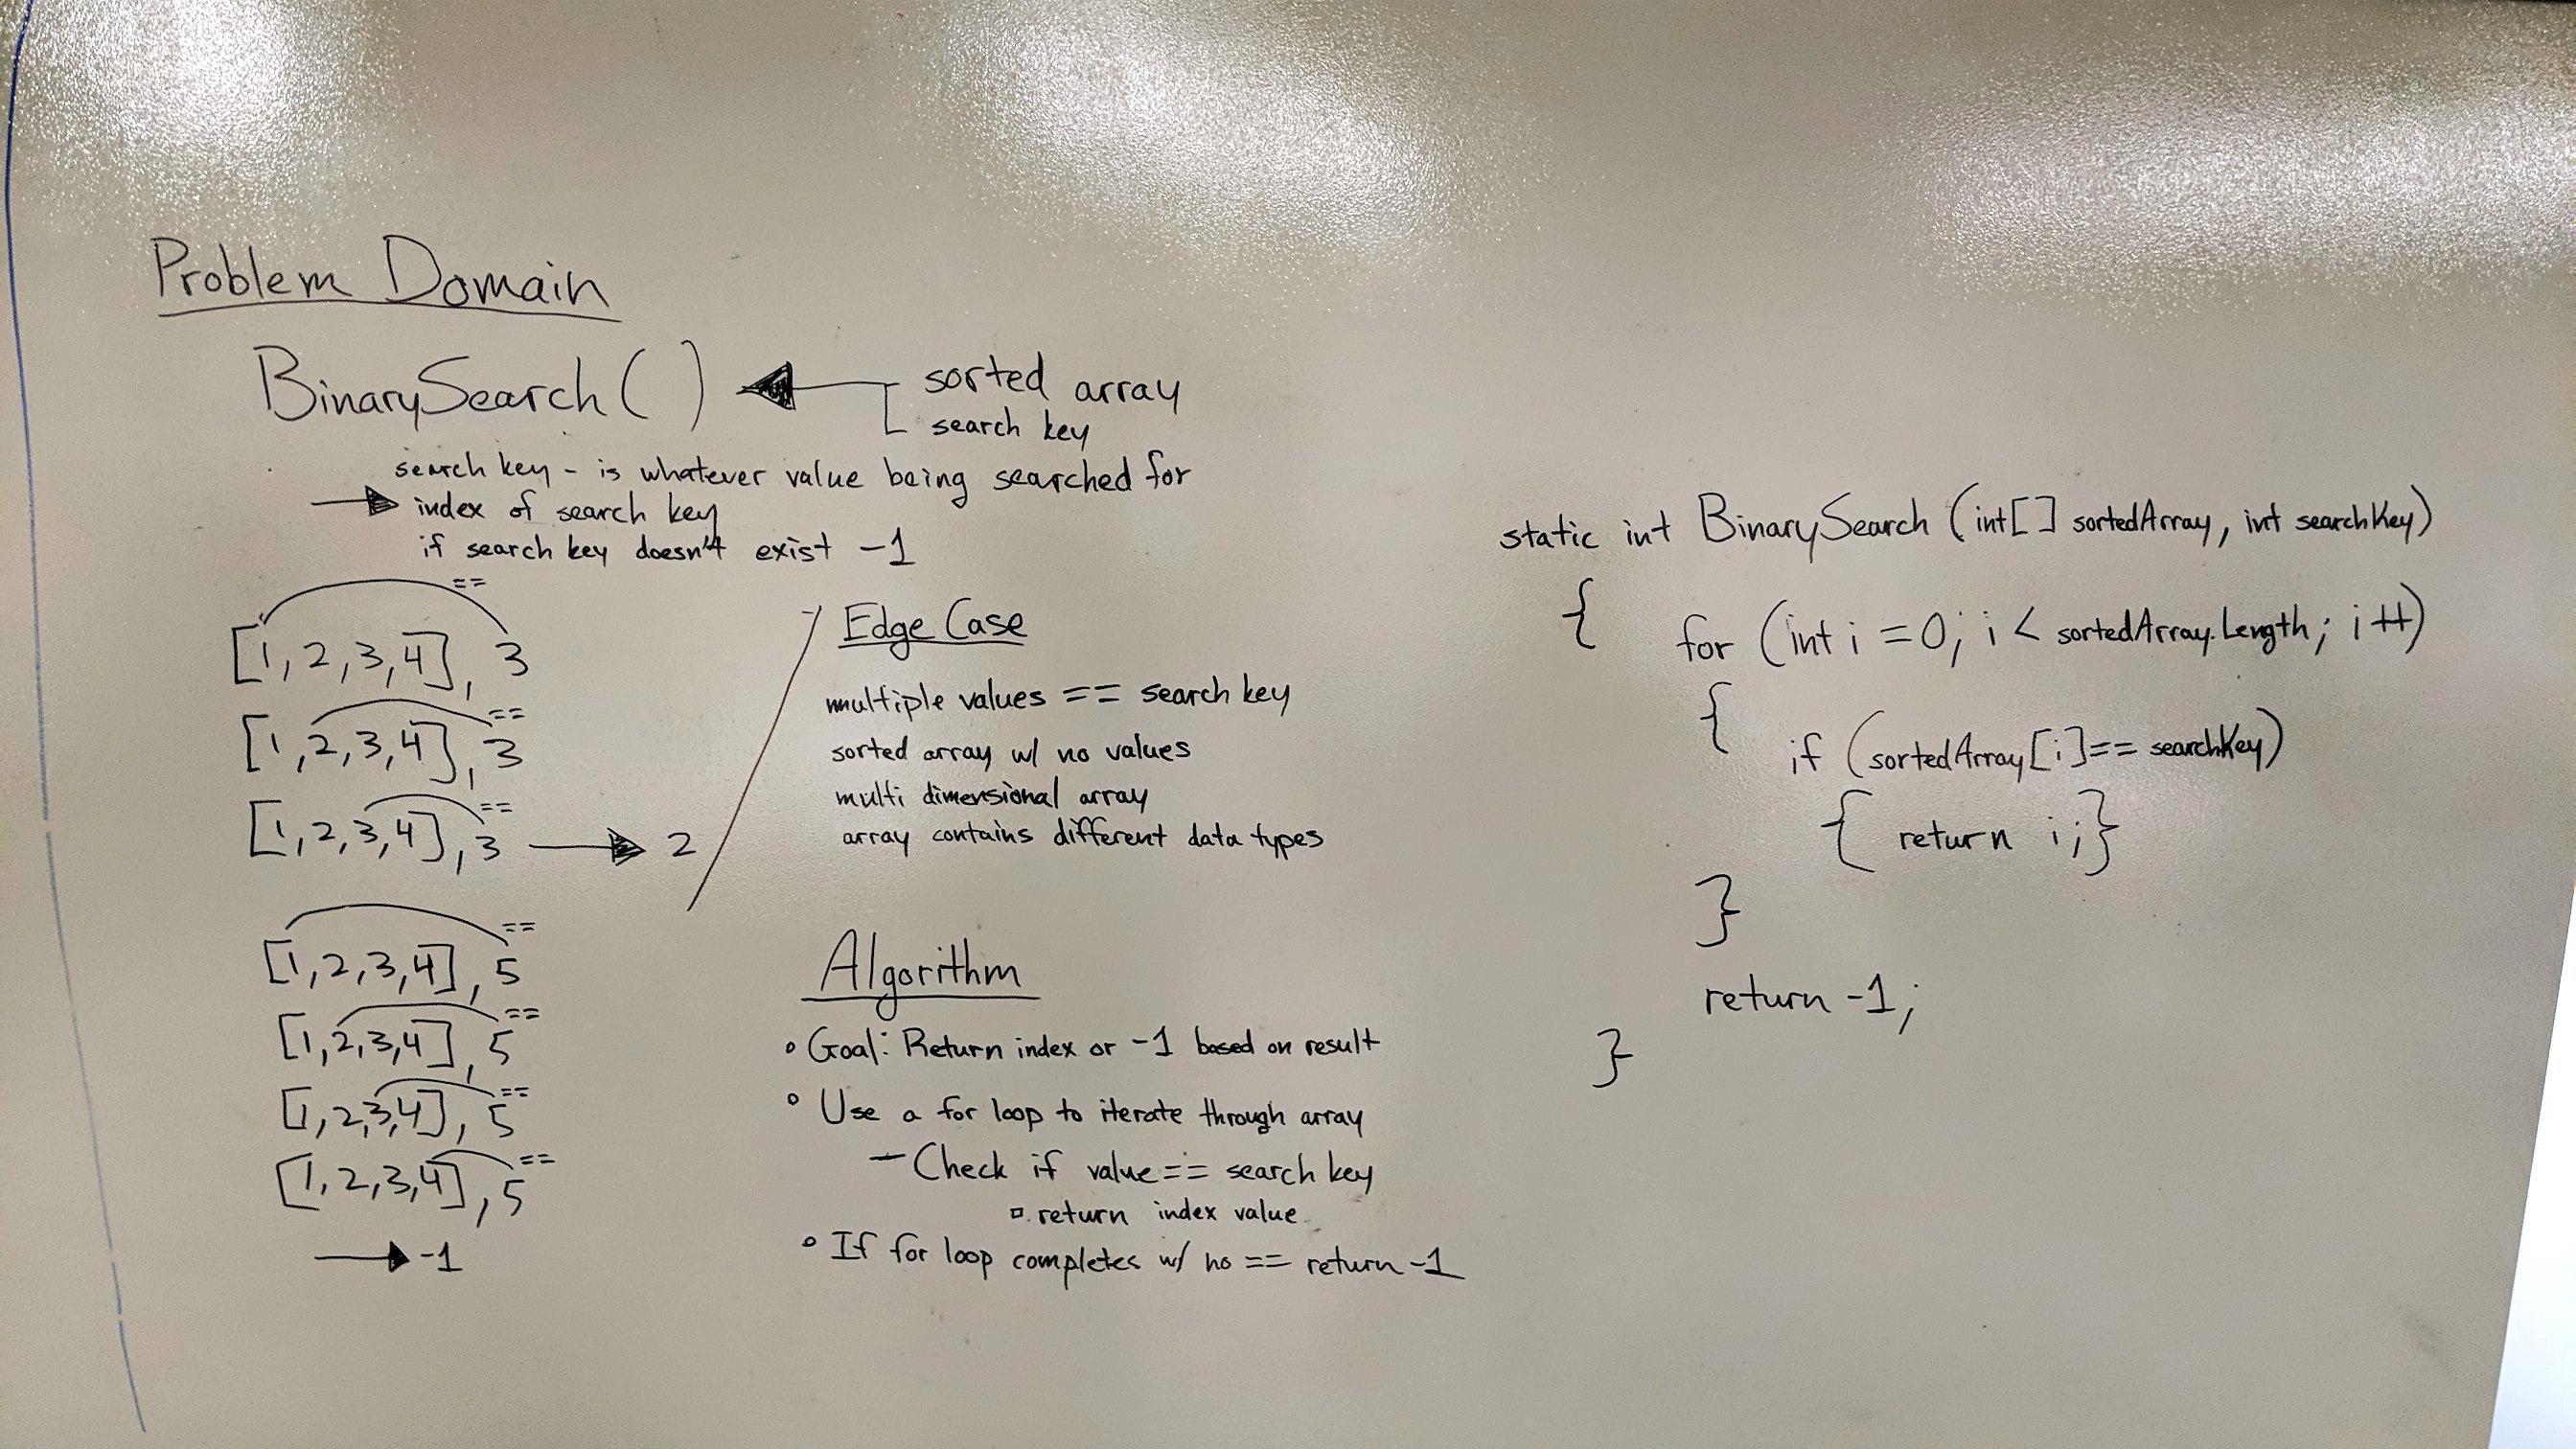 Problem Domain
BinarySearch( )
sorted array
search key
search key - is whatever value being searched for
index of search key
if search key doesn't exist -1
==
[1, 2, 3, 4], 3
==
[1, 2, 3, 4], 3
==
[1, 2, 3, 4], 3
2
==
[1, 2, 3, 4], 5
==
[1, 2, 3, 4], 5
==
[1, 2, 3, 4], 5
==
[1, 2, 3, 4], 5
-1
Edge Case
multiple values == search key
sorted array w/ no values
multi dimensional array
array contains different data types
Algorithm
Goal: Return index or -1 based on result
Use a for loop to iterate through array
- Check if value == search key
return index value
If for loop completes w/ no == return -1
static int BinarySearch (int[] sortedArray, int searchKey)
{ for (int i = 0; i < sortedArray.Length; i++)
{ if (sortedArray[i] == searchKey)
{ return i; }
}
return -1;
}